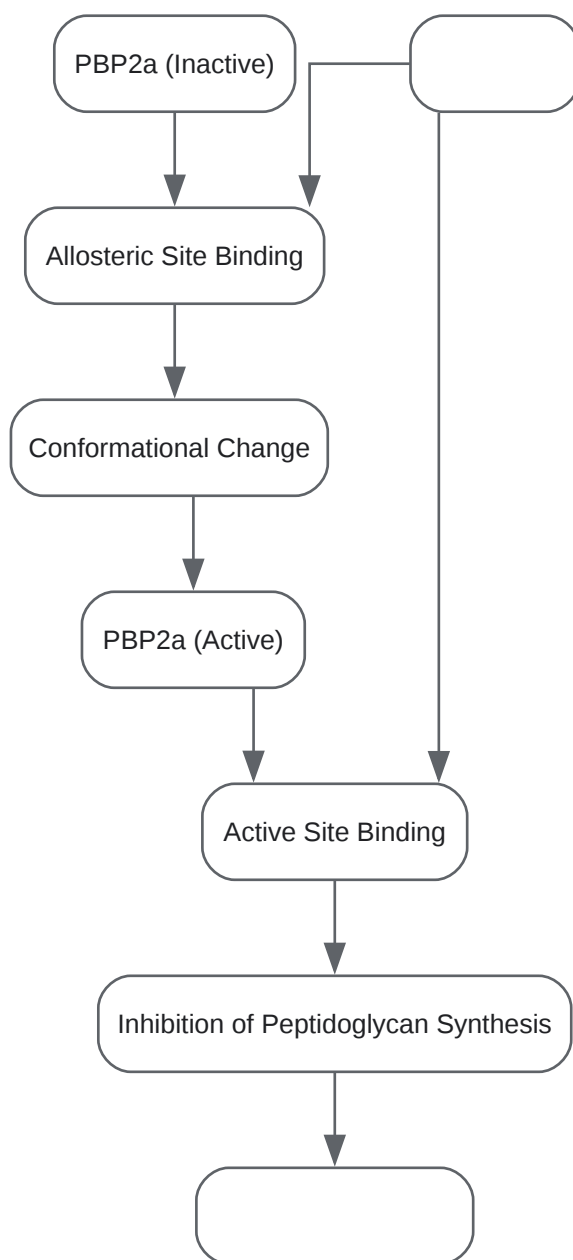 PBP2a (Inactive)
Allosteric Site Binding
Conformational Change
PBP2a (Active)
Active Site Binding
Inhibition of Peptidoglycan Synthesis